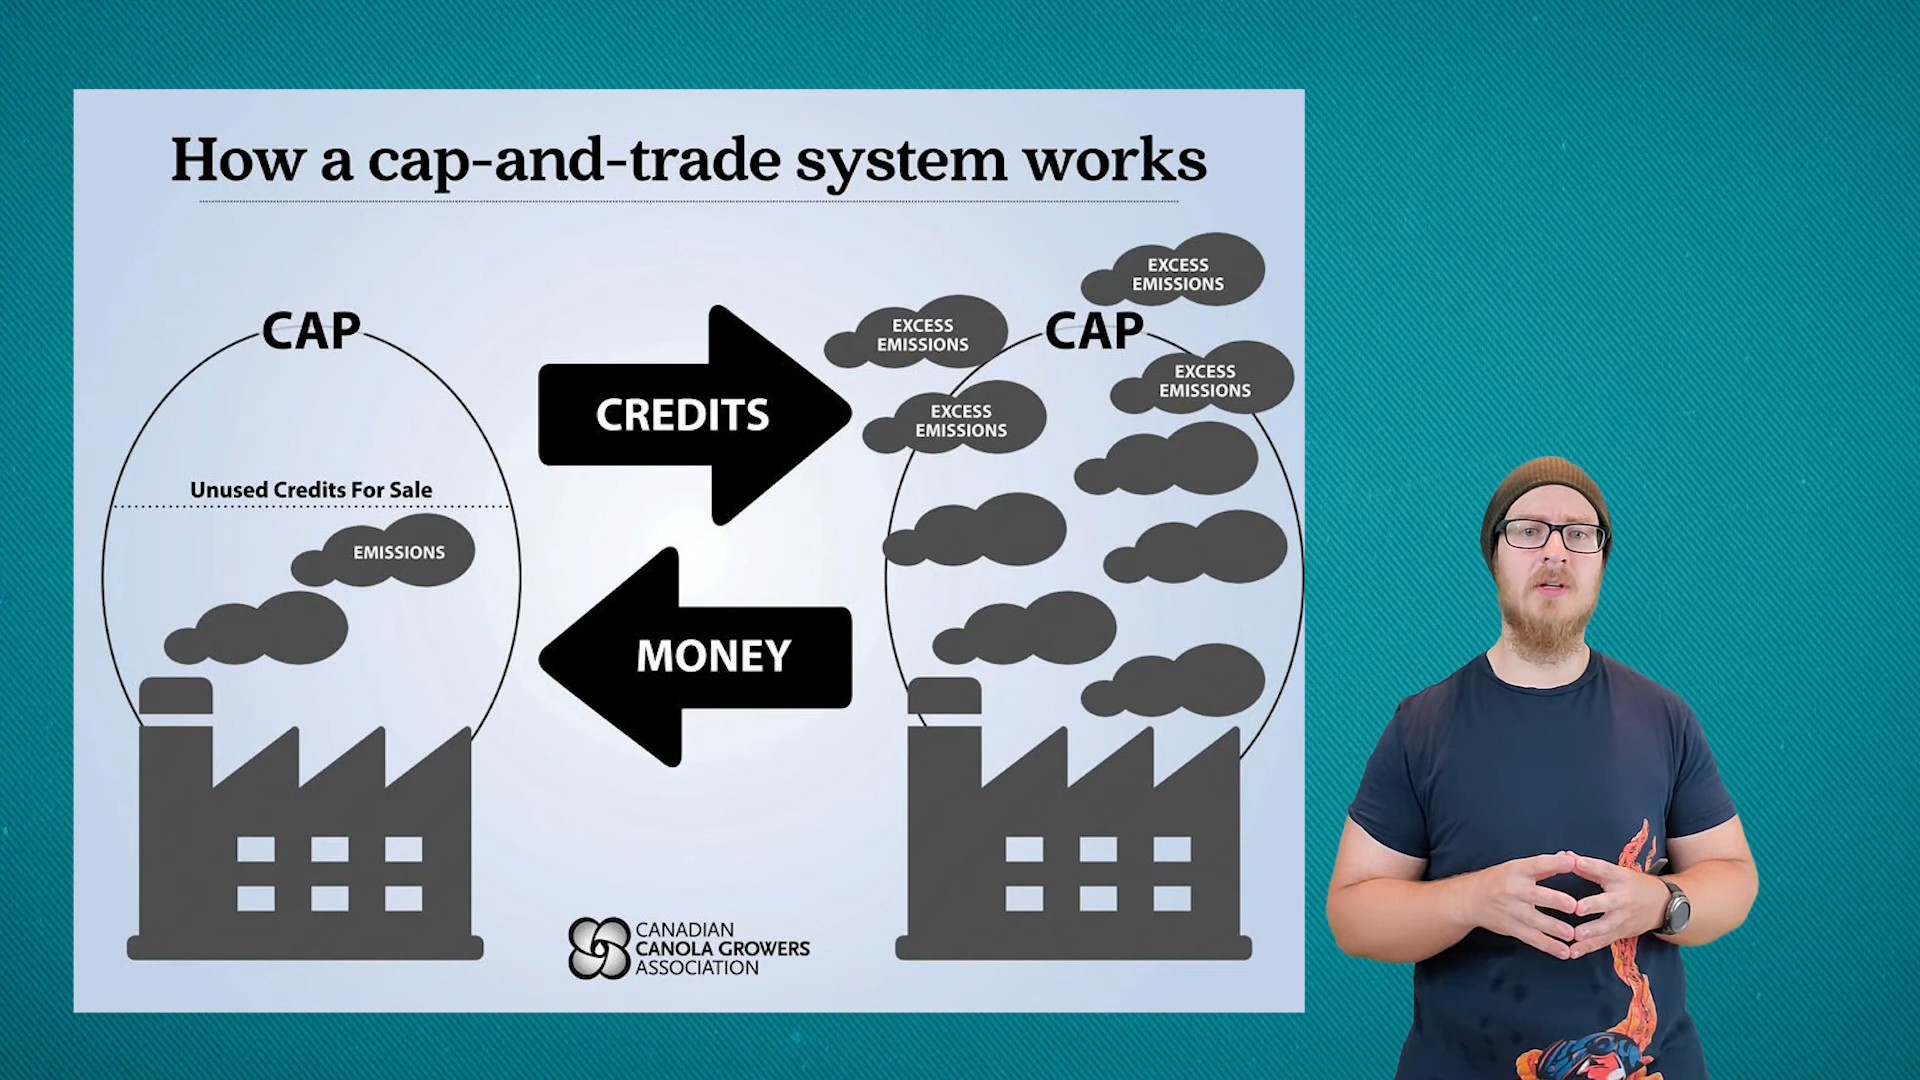 How a cap-and-trade system works
CAP
Unused Credits For Sale
EMISSIONS
CREDITS
MONEY
EXCESS
EMISSIONS
EXCESS
EMISSIONS
CAP
EXCESS
EMISSIONS
EXCESS
EMISSIONS
CANADIAN
CANOLA GROWERS
ASSOCIATION